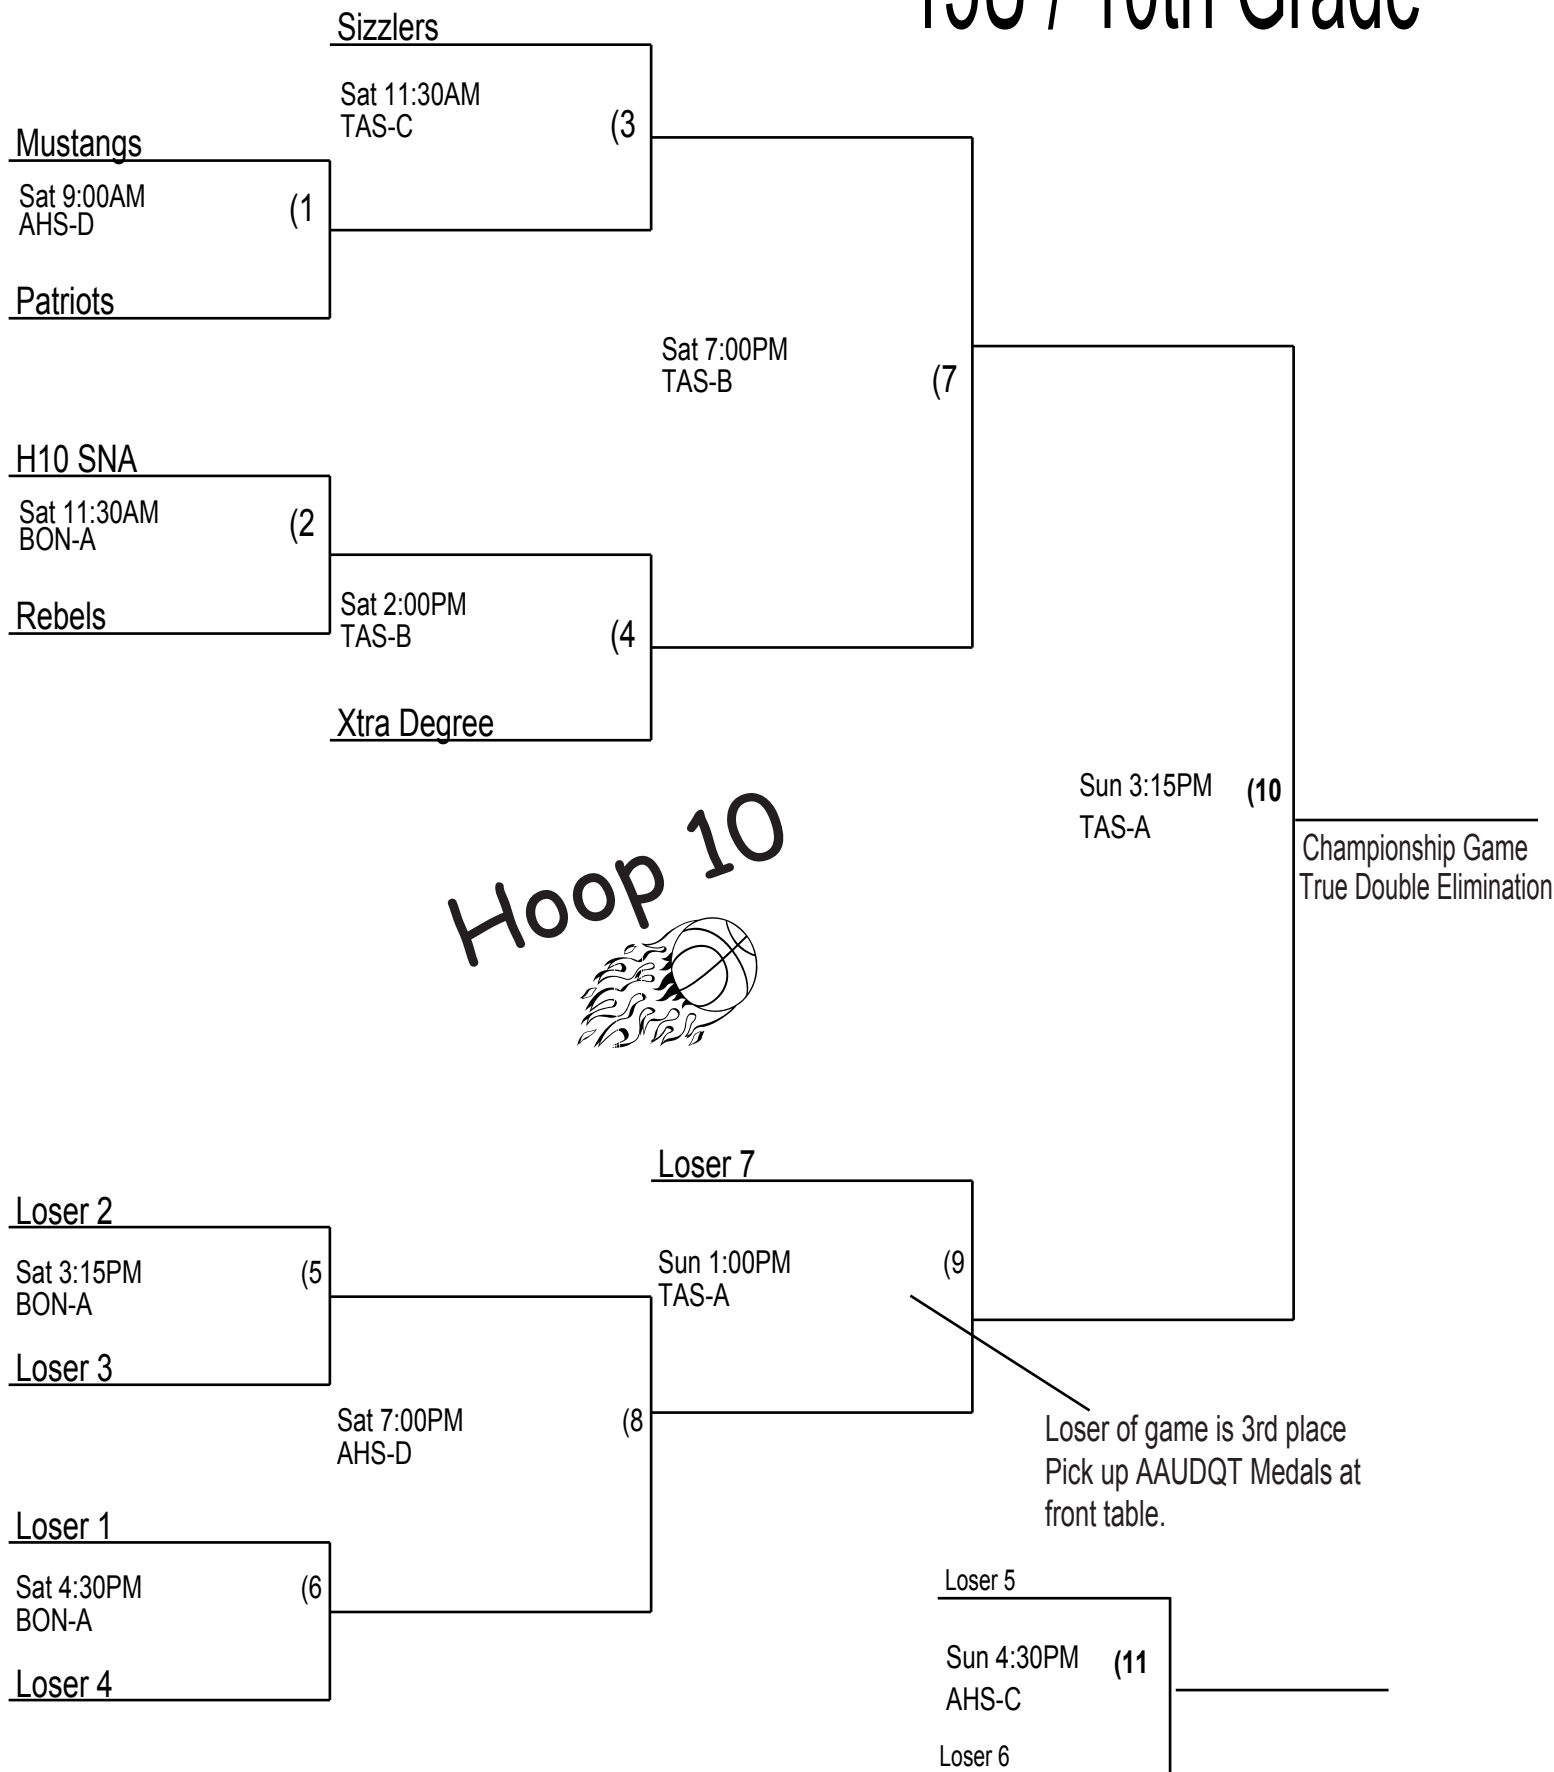 15U / 10th Grade
Sizzlers
Sat 11:30AM
TAS-C
(3
Mustangs
Sat 9:00AM
AHS-D
(1
Patriots
Sat 7:00PM
TAS-B
(7
H10 SNA
Sat 11:30AM
BON-A
(2
Rebels
Sat 2:00PM
TAS-B
(4
Xtra Degree
Sun 3:15PM
TAS-A
(10
Championship Game
True Double Elimination
Hoop 10
Loser 7
Loser 2
Sat 3:15PM
BON-A
(5
Loser 3
Sun 1:00PM
TAS-A
(9
Sat 7:00PM
AHS-D
(8
Loser of game is 3rd place
Pick up AAUDQT Medals at
front table.
Loser 1
Sat 4:30PM
BON-A
(6
Loser 4
Loser 5
Sun 4:30PM
AHS-C
(11
Loser 6